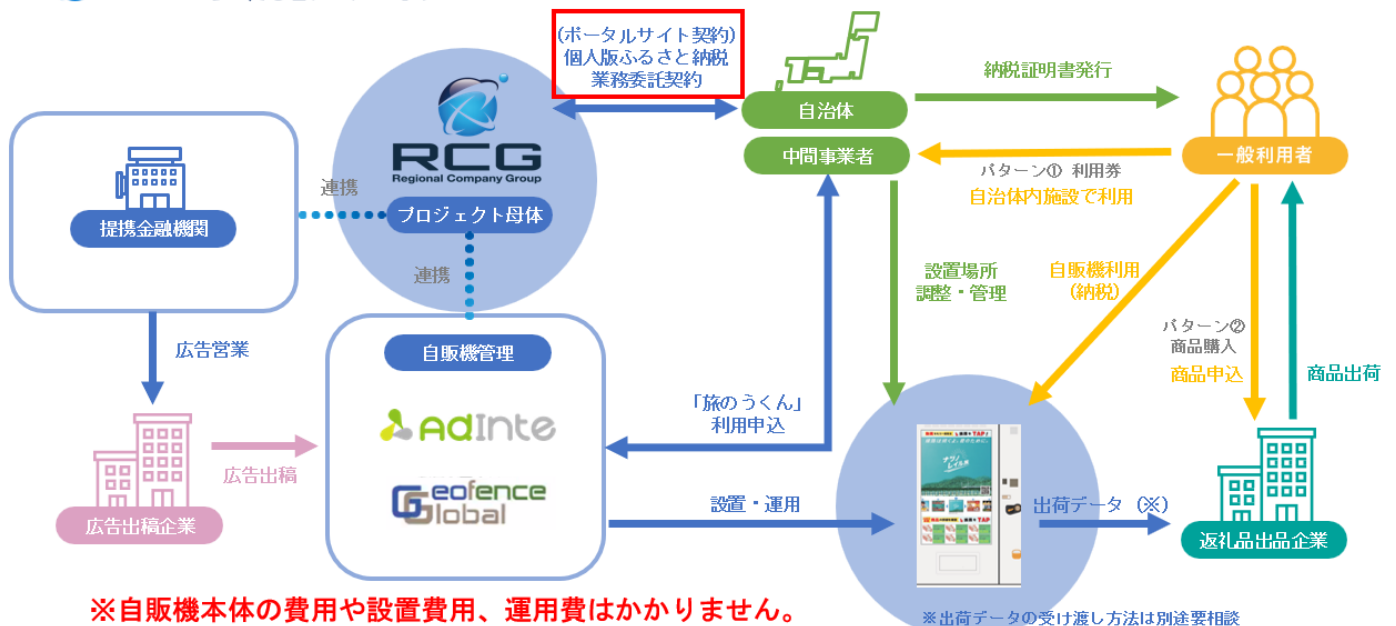 (ポータルサイト契約)
個人版ふるさと納税
業務委託契約
自治体
中間事業者
納税証明書発行
一般利用者
パターン① 利用券
自治体内施設で利用
RCG
Regional Company Group
プロジェクト母体
連携
提携金融機関
連携
設置場所
調整・管理
自販機利用
(納税)
パターン②
商品購入
商品申込
商品出荷
広告営業
自販機管理
AdInte
Geofence
Global
「旅のうくん」
利用申込
広告出稿
広告出稿企業
設置・運用
出荷データ（※）
返礼品出品企業
※自販機本体の費用や設置費用、運用費はかかりません。
※出荷データの受け渡し方法は別途要相談